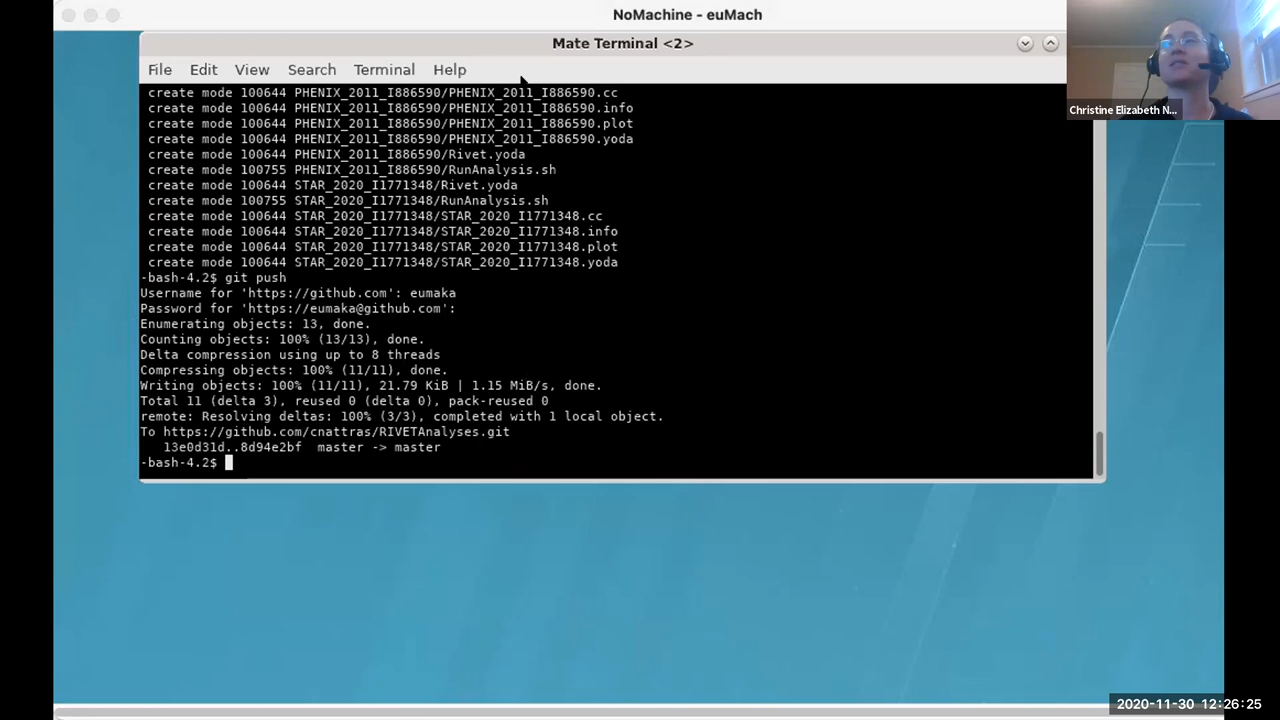 NoMachine - euMach
Mate Terminal <2>
File Edit View Search Terminal Help
Christine Elizabeth N...
create mode 100644 PHENIX_2011_I886590/PHENIX_2011_I886590.cc
create mode 100644 PHENIX_2011_I886590/PHENIX_2011_I886590.info
create mode 100644 PHENIX_2011_I886590/PHENIX_2011_I886590.plot
create mode 100644 PHENIX_2011_I886590/PHENIX_2011_I886590.yoda
create mode 100644 PHENIX_2011_I886590/Rivet.yoda
create mode 100755 PHENIX_2011_I886590/RunAnalysis.sh
create mode 100644 STAR_2020_I1771348/Rivet.yoda
create mode 100755 STAR_2020_I1771348/RunAnalysis.sh
create mode 100644 STAR_2020_I1771348/STAR_2020_I1771348.cc
create mode 100644 STAR_2020_I1771348/STAR_2020_I1771348.info
create mode 100644 STAR_2020_I1771348/STAR_2020_I1771348.plot
create mode 100644 STAR_2020_I1771348/STAR_2020_I1771348.yoda
-bash-4.2$ git push
Username for 'https://github.com': eumaka
Password for 'https://eumaka@github.com':
Enumerating objects: 13, done.
Counting objects: 100% (13/13), done.
Delta compression using up to 8 threads
Compressing objects: 100% (11/11), done.
Writing objects: 100% (11/11), 21.79 KiB | 1.15 MiB/s, done.
Total 11 (delta 3), reused 0 (delta 0), pack-reused 0
remote: Resolving deltas: 100% (3/3), completed with 1 local object.
To https://github.com/cnattras/RIVETAnalyses.git
13e0d31d..8d94e2bf master -> master
-bash-4.2$
2020-11-30 12:26:25